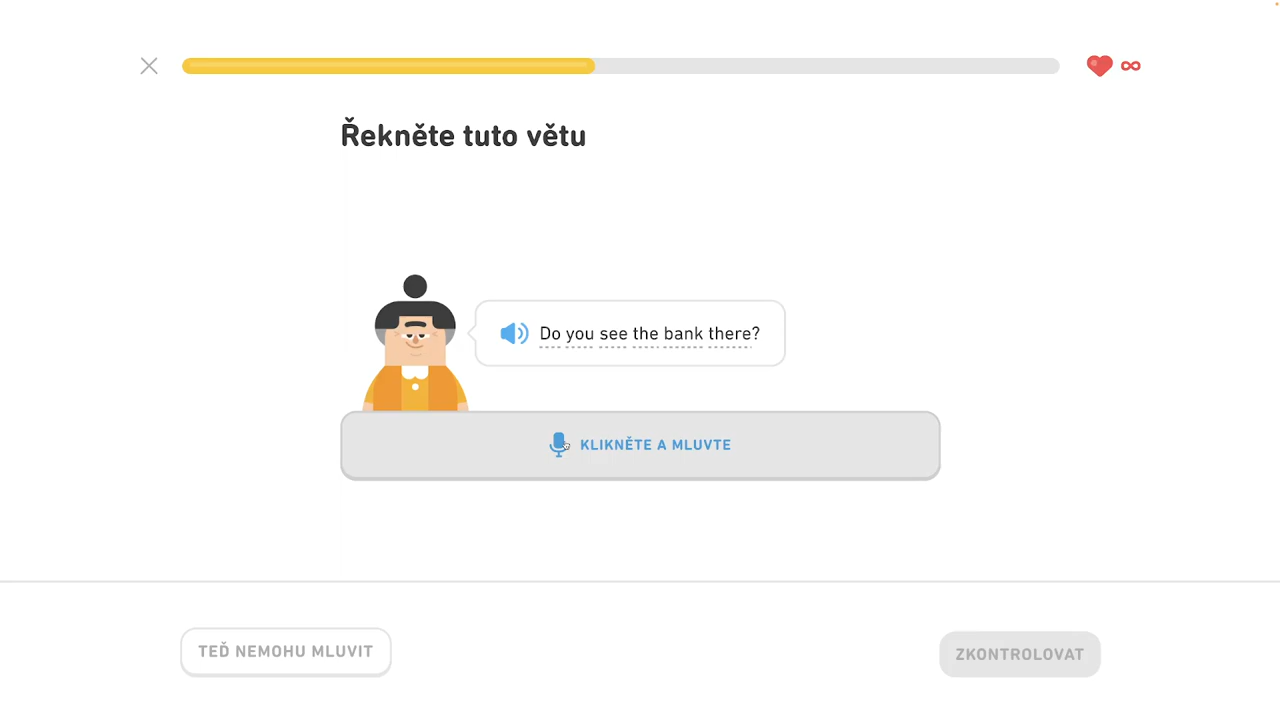 Řekněte tuto větu
Do you see the bank there?
KLIKNĚTE A MLUVTE
TEĎ NEMOHU MLUVIT
ZKONTROLOVAT